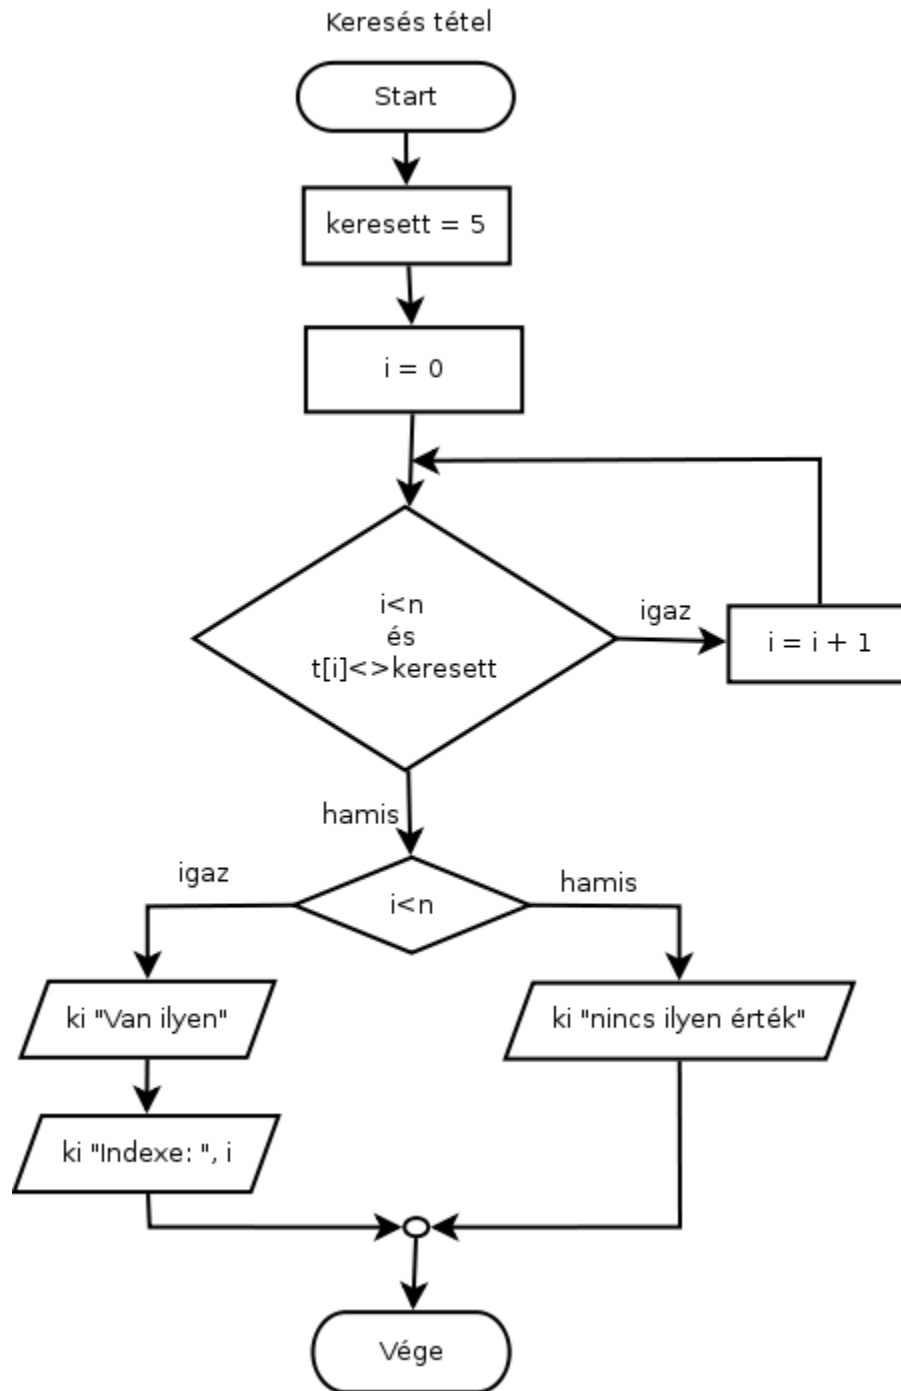 Keresés tétel
Start
keresett = 5
i = 0
i<n
és
t[i]<>keresett
igaz
i = i + 1
hamis
igaz
i<n
hamis
ki "Van ilyen"
ki "nincs ilyen érték"
ki "Indexe: ", i
Vége